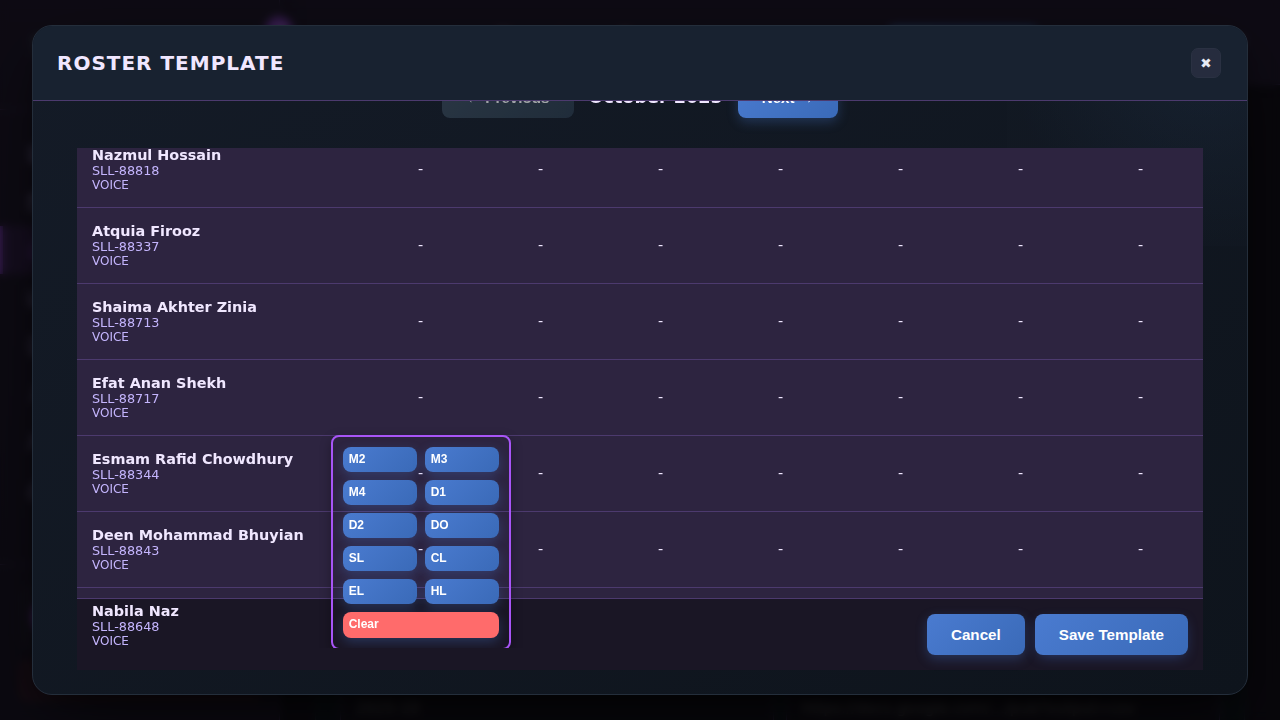 ROSTER TEMPLATE
✖
Previous October 2025 Next
Nazmul Hossain
SLL-88818
VOICE
- - - - - - -
Atquia Firooz
SLL-88337
VOICE
- - - - - - -
Shaima Akhter Zinia
SLL-88713
VOICE
- - - - - - -
Efat Anan Shekh
SLL-88717
VOICE
- - - - - - -
Esmam Rafid Chowdhury
SLL-88344
VOICE
- - - - - - -
Deen Mohammad Bhuyian
SLL-88843
VOICE
- - - - - -
Nabila Naz
SLL-88648
VOICE
M2 M3
M4 D1
D2 DO
SL CL
EL HL
Clear
Cancel Save Template